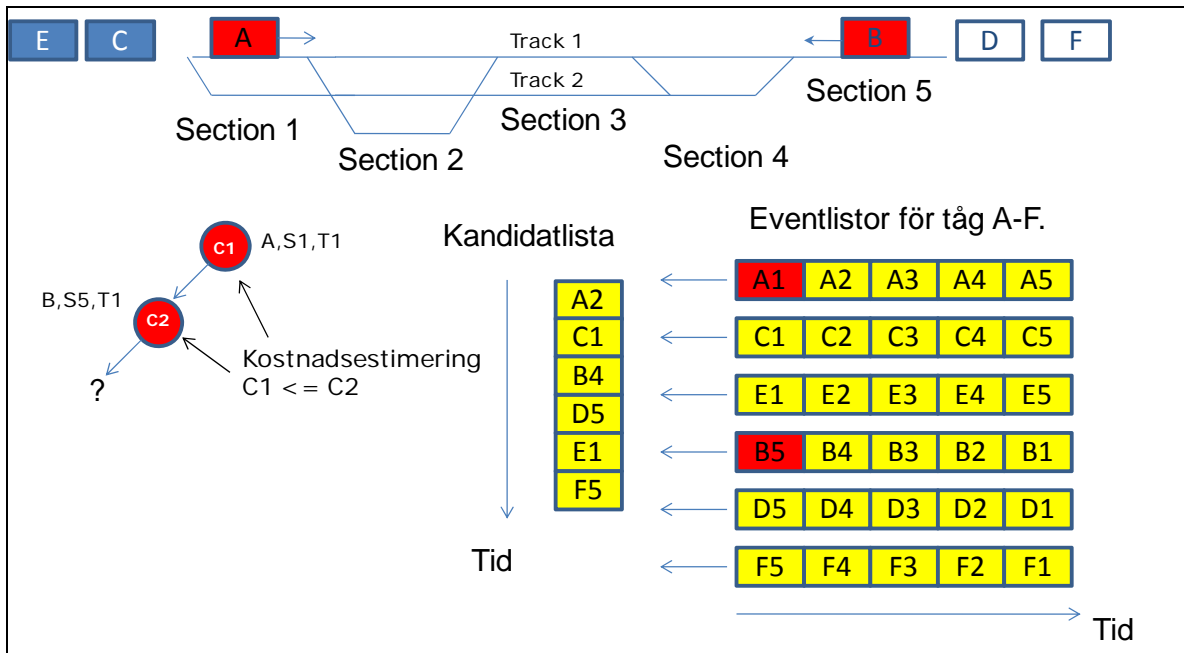 E C A Track 1 B D F
Track 2
Section 5
Section 1
Section 3
Section 2
Section 4
Eventlistor för tåg A-F.
Kandidatlista
C1 A,S1,T1
B,S5,T1
C2
?
Kostnadsestimering
C1 <= C2
A2
C1
B4
D5
E1
F5
Tid
A1 A2 A3 A4 A5
C1 C2 C3 C4 C5
E1 E2 E3 E4 E5
B5 B4 B3 B2 B1
D5 D4 D3 D2 D1
F5 F4 F3 F2 F1
Tid